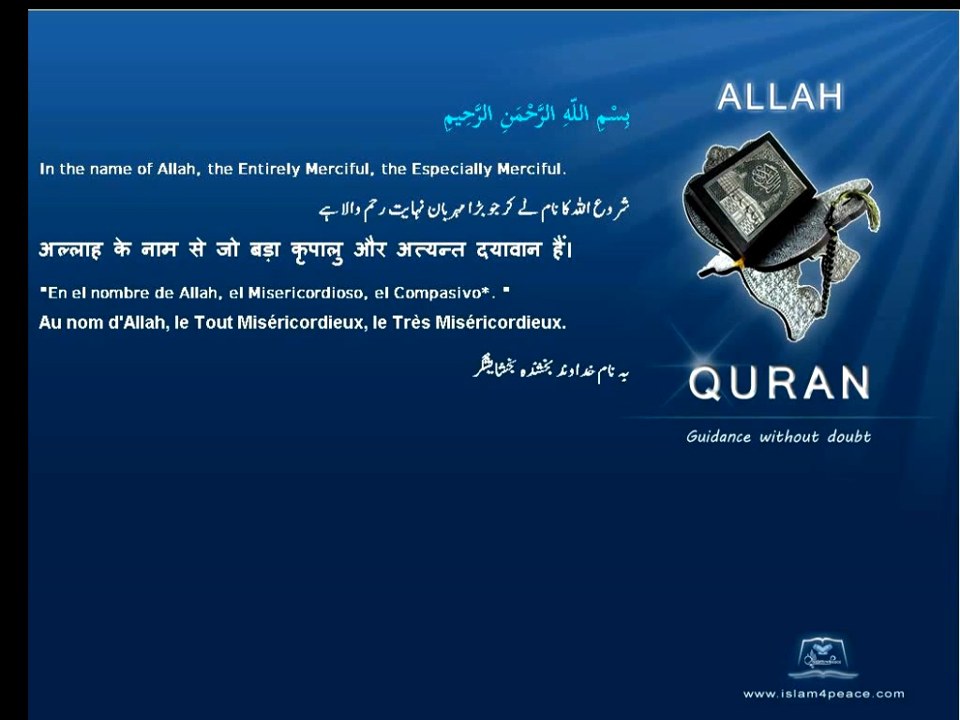 بِسْمِ اللّهِ الرَّحْمَنِ الرَّحِيمِ
In the name of Allah, the Entirely Merciful, the Especially Merciful.
شروع اللہ کا نام لے کر جو بڑا مہربان نہایت رحم والا ہے
अल्लाह के नाम से जो बड़ा कृपालु और अत्यन्त दयावान हैं।
"En el nombre de Allah, el Misericordioso, el Compasivo*. "
Au nom d'Allah, le Tout Miséricordieux, le Très Miséricordieux.
به نام خداوند بخشنده بخشایشگر
ALLAH
QURAN
Guidance without doubt
www.islam4peace.com